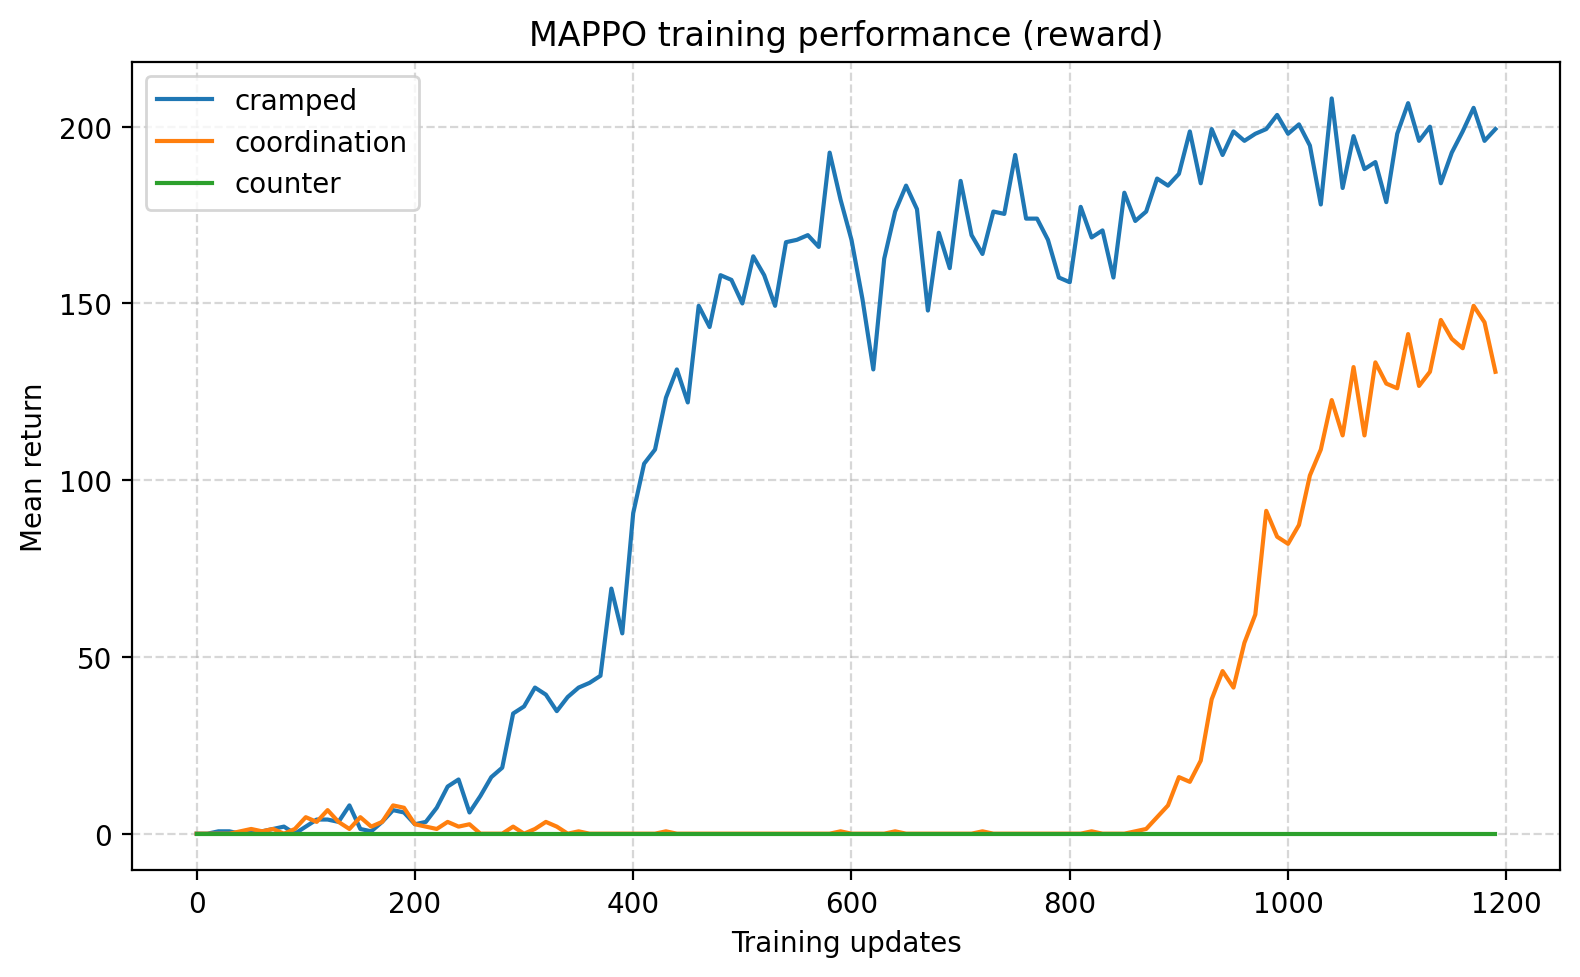 MAPPO training performance (reward)
cramped
coordination
counter
Mean return
200
150
100
50
0
0 200 400 600 800 1000 1200
Training updates